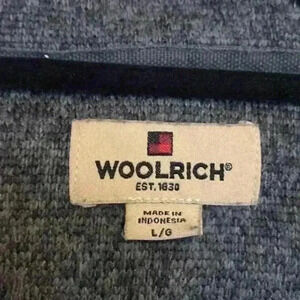 WOOLRICH®
EST. 1830
MADE IN
INDONESIA
L/G